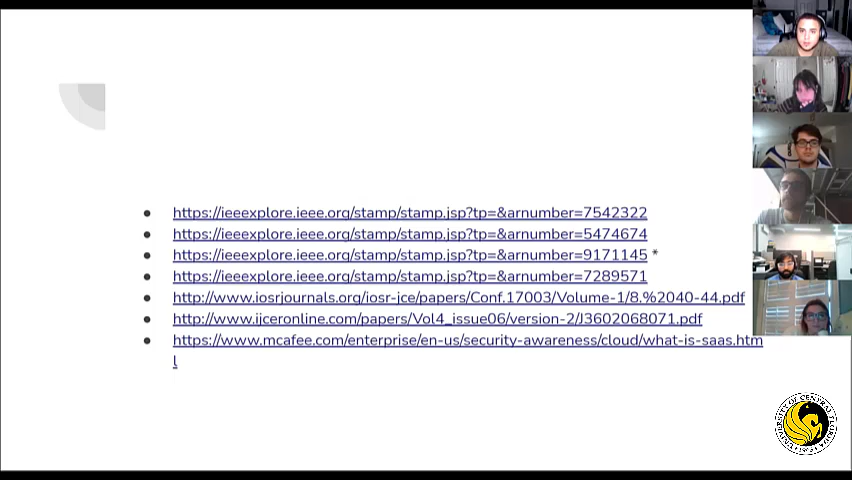 https://ieeexplore.ieee.org/stamp/stamp.jsp?tp=&arnumber=7542322
https://ieeexplore.ieee.org/stamp/stamp.jsp?tp=&arnumber=5474674
https://ieeexplore.ieee.org/stamp/stamp.jsp?tp=&arnumber=9171145 *
https://ieeexplore.ieee.org/stamp/stamp.jsp?tp=&arnumber=7289571
http://www.iosrjournals.org/iosr-jce/papers/Conf.17003/Volume-1/8.%2040-44.pdf
http://www.ijceronline.com/papers/Vol4_issue06/version-2/J3602068071.pdf
https://www.mcafee.com/enterprise/en-us/security-awareness/cloud/what-is-saas.htm
l
UNIVERSITY OF CENTRAL FLORIDA